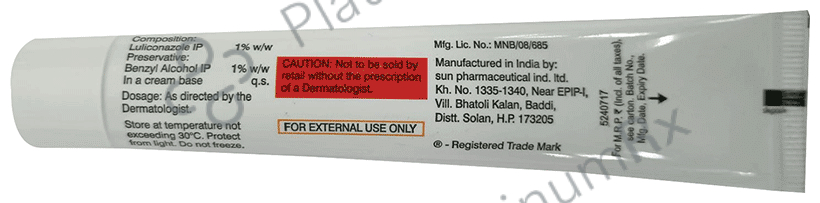 Composition:
Luliconazole IP 1% w/w
Preservative:
Benzyl Alcohol IP 1% w/w
In a cream base q.s.
Dosage: As directed by the
Dermatologist.
Store at temperature not
exceeding 30°C. Protect
from light. Do not freeze.
CAUTION: Not to be sold by
retail without the prescription
of a Dermatologist.
FOR EXTERNAL USE ONLY
Mfg. Lic. No.: MNB/08/685
Manufactured in India by:
sun pharmaceutical ind. ltd.
Kh. No. 1335-1340, Near EPIP-I,
Vill. Bhatoli Kalan, Baddi,
Distt. Solan, H.P. 173205
® - Registered Trade Mark
5240717
For M.R.P. ₹ (Incl. of all taxes),
see carton. Batch No.,
Mfg. Date, Expiry Date.